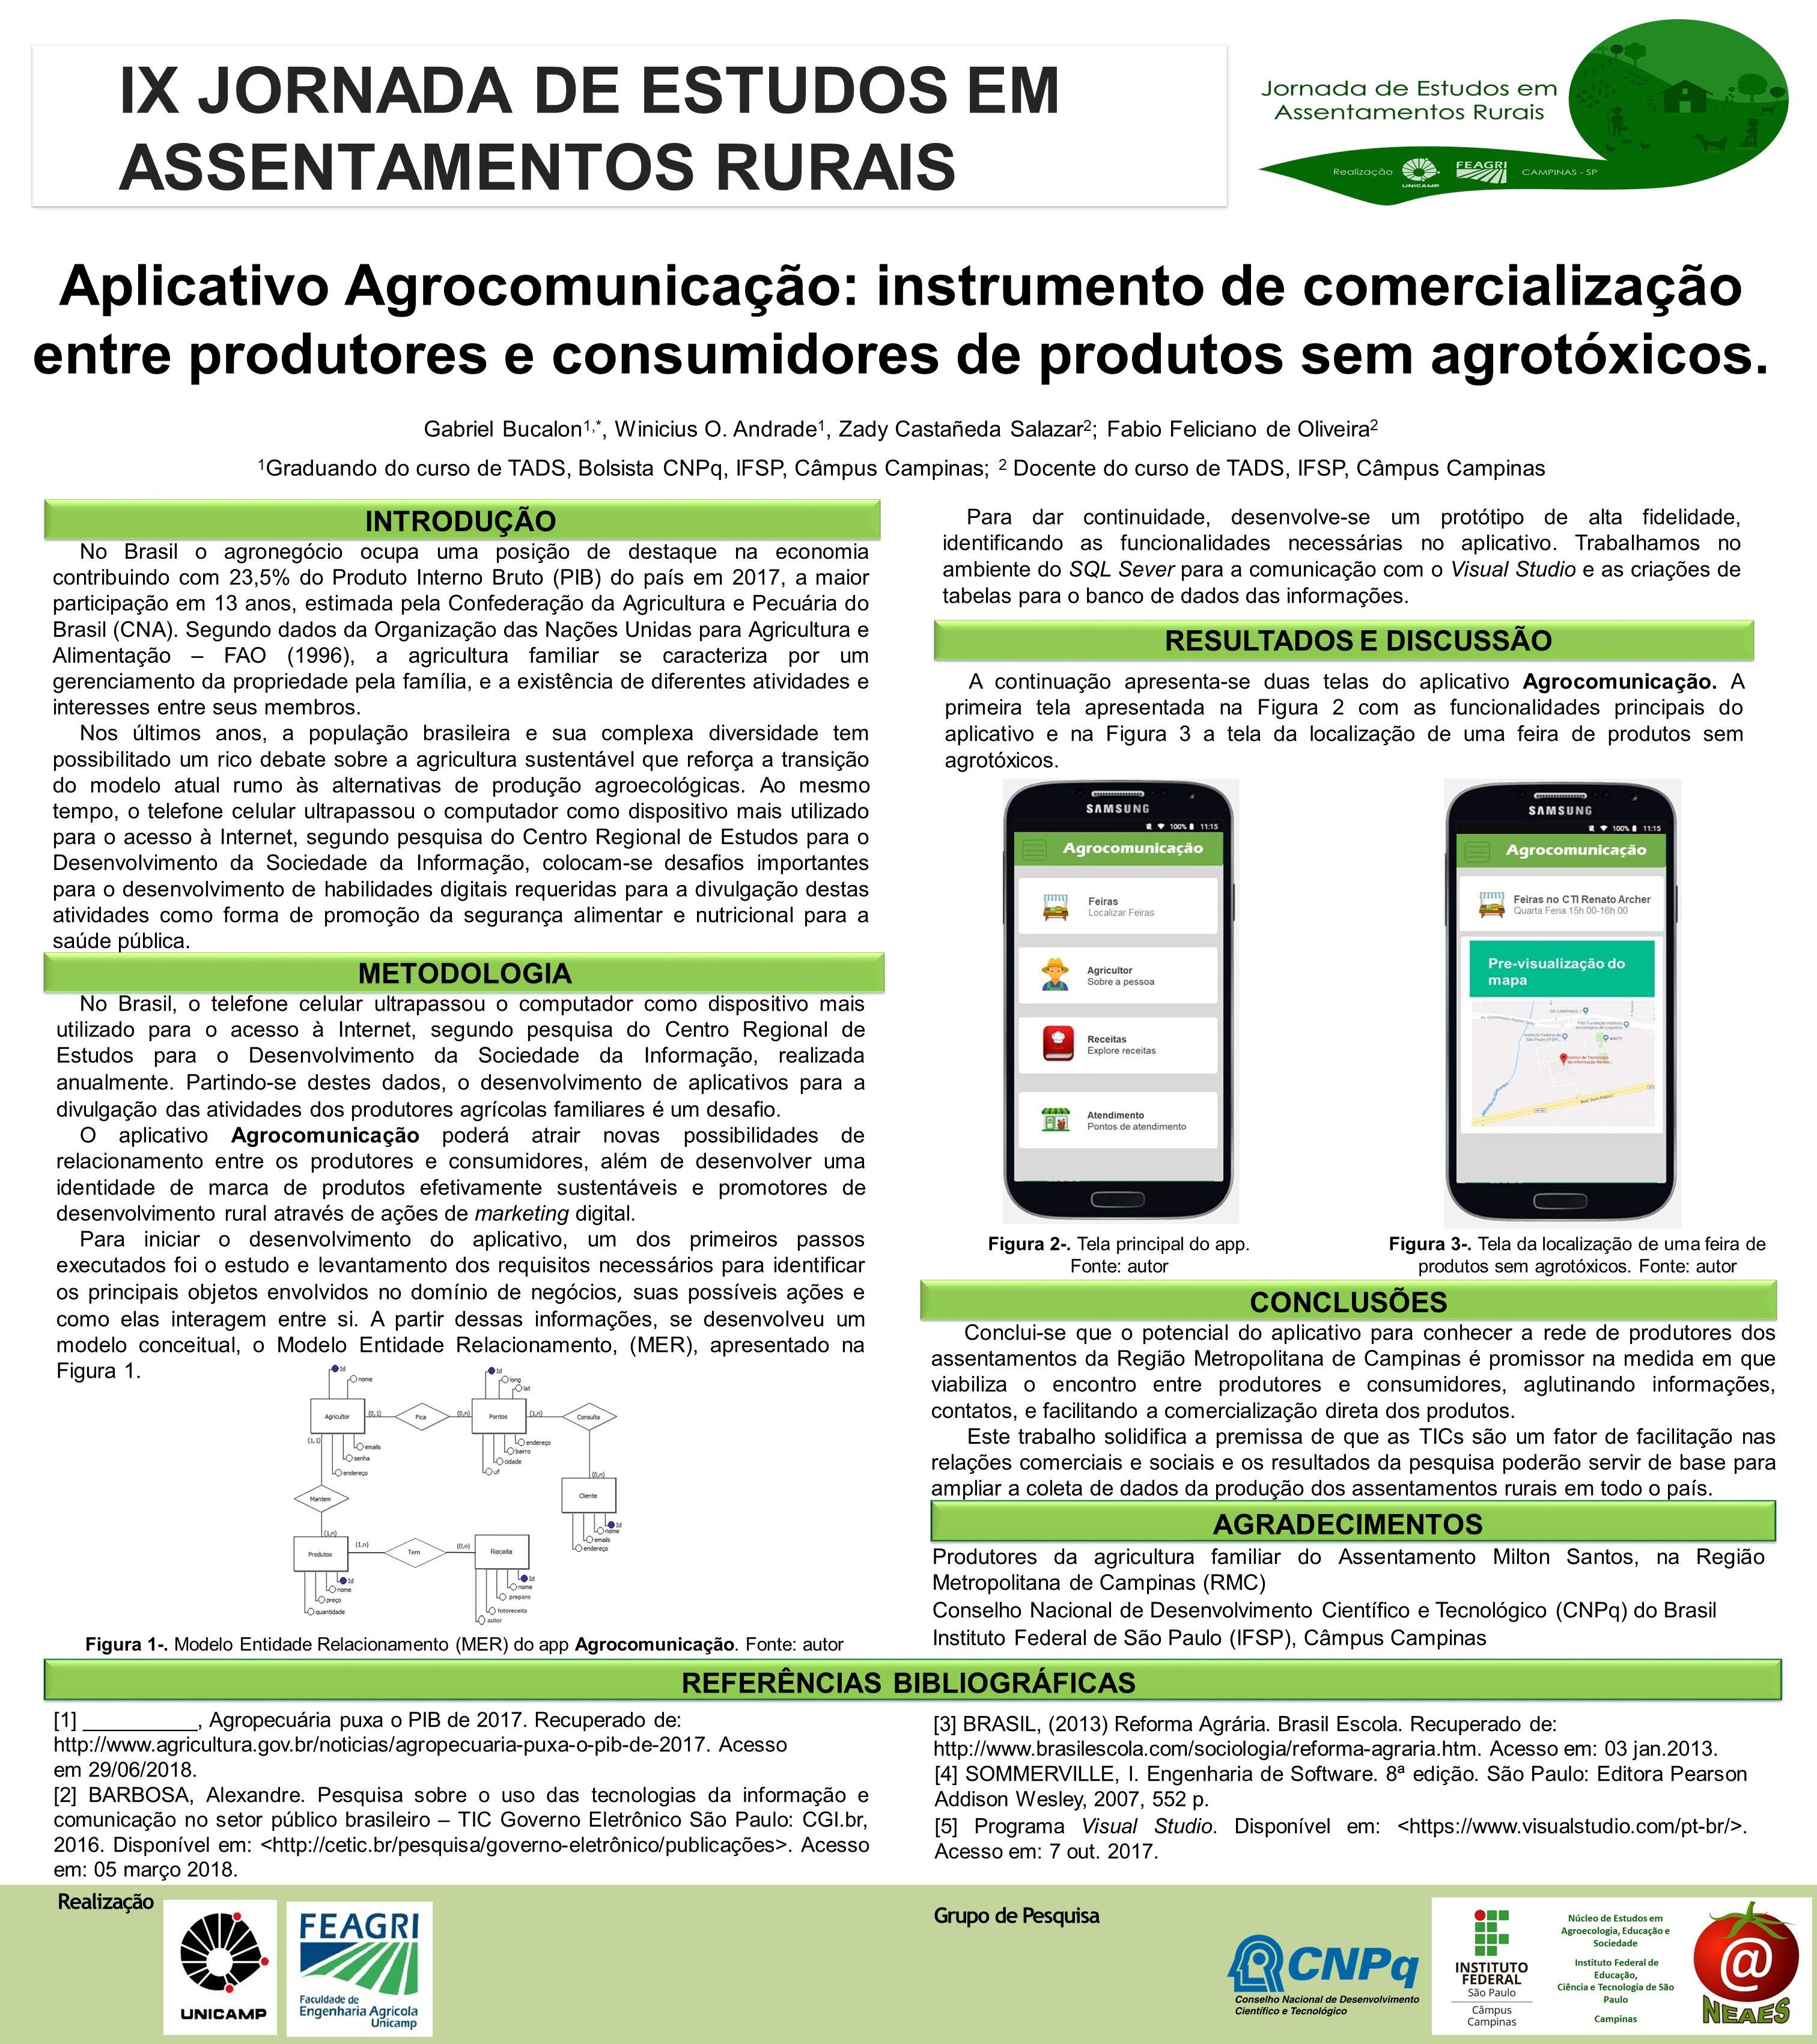 IX JORNADA DE ESTUDOS EM
ASSENTAMENTOS RURAIS
Jornada de Estudos em
Assentamentos Rurais
Realização
UNICAMP
FEAGRI
CAMPINAS - SP
Aplicativo Agrocomunicação: instrumento de comercialização
entre produtores e consumidores de produtos sem agrotóxicos.
Gabriel Bucalon1,*, Winicius O. Andrade1, Zady Castañeda Salazar2; Fabio Feliciano de Oliveira2
1Graduando do curso de TADS, Bolsista CNPq, IFSP, Câmpus Campinas; 2 Docente do curso de TADS, IFSP, Câmpus Campinas
INTRODUÇÃO
No Brasil o agronegócio ocupa uma posição de destaque na economia
contribuindo com 23,5% do Produto Interno Bruto (PIB) do país em 2017, a maior
participação em 13 anos, estimada pela Confederação da Agricultura e Pecuária do
Brasil (CNA). Segundo dados da Organização das Nações Unidas para Agricultura e
Alimentação – FAO (1996), a agricultura familiar se caracteriza por um
gerenciamento da propriedade pela família, e a existência de diferentes atividades e
interesses entre seus membros.
Nos últimos anos, a população brasileira e sua complexa diversidade tem
possibilitado um rico debate sobre a agricultura sustentável que reforça a transição
do modelo atual rumo às alternativas de produção agroecológicas. Ao mesmo
tempo, o telefone celular ultrapassou o computador como dispositivo mais utilizado
para o acesso à Internet, segundo pesquisa do Centro Regional de Estudos para o
Desenvolvimento da Sociedade da Informação, colocam-se desafios importantes
para o desenvolvimento de habilidades digitais requeridas para a divulgação destas
atividades como forma de promoção da segurança alimentar e nutricional para a
saúde pública.
METODOLOGIA
No Brasil, o telefone celular ultrapassou o computador como dispositivo mais
utilizado para o acesso à Internet, segundo pesquisa do Centro Regional de
Estudos para o Desenvolvimento da Sociedade da Informação, realizada
anualmente. Partindo-se destes dados, o desenvolvimento de aplicativos para a
divulgação das atividades dos produtores agrícolas familiares é um desafio.
O aplicativo Agrocomunicação poderá atrair novas possibilidades de
relacionamento entre os produtores e consumidores, além de desenvolver uma
identidade de marca de produtos efetivamente sustentáveis e promotores de
desenvolvimento rural através de ações de marketing digital.
Para iniciar o desenvolvimento do aplicativo, um dos primeiros passos
executados foi o estudo e levantamento dos requisitos necessários para identificar
os principais objetos envolvidos no domínio de negócios, suas possíveis ações e
como elas interagem entre si. A partir dessas informações, se desenvolveu um
modelo conceitual, o Modelo Entidade Relacionamento, (MER), apresentado na
Figura 1.
Id
nome
Agricultor
(0,1)
Fica
(0,n)
Id
long
lat
Pontos
(1,n)
Consulta
(1,1)
emails
senha
endereço
endereço
bairro
cidade
uf
(0,n)
Cliente
Id
nome
emails
endereço
Mantem
(1,n)
Produtos
(1,n)
Tem
(0,n)
Receita
Id
nome
preço
quantidade
Id
nome
preparo
fotoreceita
autor
Figura 1-. Modelo Entidade Relacionamento (MER) do app Agrocomunicação. Fonte: autor
Para dar continuidade, desenvolve-se um protótipo de alta fidelidade,
identificando as funcionalidades necessárias no aplicativo. Trabalhamos no
ambiente do SQL Sever para a comunicação com o Visual Studio e as criações de
tabelas para o banco de dados das informações.
RESULTADOS E DISCUSSÃO
A continuação apresenta-se duas telas do aplicativo Agrocomunicação. A
primeira tela apresentada na Figura 2 com as funcionalidades principais do
aplicativo e na Figura 3 a tela da localização de uma feira de produtos sem
agrotóxicos.
SAMSUNG
100% 11:15
Agrocomunicação
Feiras
Localizar Feiras
Agricultor
Sobre a pessoa
Receitas
Explore receitas
Atendimento
Pontos de atendimento
Figura 2-. Tela principal do app.
Fonte: autor
SAMSUNG
100% 11:15
Agrocomunicação
Feiras no CTI Renato Archer
Quarta Feria 15h.00-16h.00
Pre-visualização do
mapa
Instituto Federal de
São Paulo (IFSP)
Centro de Tecnologia
da Informação Renato...
Rod. Dom Pedro I
Figura 3-. Tela da localização de uma feira de
produtos sem agrotóxicos. Fonte: autor
CONCLUSÕES
Conclui-se que o potencial do aplicativo para conhecer a rede de produtores dos
assentamentos da Região Metropolitana de Campinas é promissor na medida em que
viabiliza o encontro entre produtores e consumidores, aglutinando informações,
contatos, e facilitando a comercialização direta dos produtos.
Este trabalho solidifica a premissa de que as TICs são um fator de facilitação nas
relações comerciais e sociais e os resultados da pesquisa poderão servir de base para
ampliar a coleta de dados da produção dos assentamentos rurais em todo o país.
AGRADECIMENTOS
Produtores da agricultura familiar do Assentamento Milton Santos, na Região
Metropolitana de Campinas (RMC)
Conselho Nacional de Desenvolvimento Científico e Tecnológico (CNPq) do Brasil
Instituto Federal de São Paulo (IFSP), Câmpus Campinas
REFERÊNCIAS BIBLIOGRÁFICAS
[1] __________, Agropecuária puxa o PIB de 2017. Recuperado de:
http://www.agricultura.gov.br/noticias/agropecuaria-puxa-o-pib-de-2017. Acesso
em 29/06/2018.
[2] BARBOSA, Alexandre. Pesquisa sobre o uso das tecnologias da informação e
comunicação no setor público brasileiro – TIC Governo Eletrônico São Paulo: CGI.br,
2016. Disponível em: <http://cetic.br/pesquisa/governo-eletrônico/publicações>. Acesso
em: 05 março 2018.
[3] BRASIL, (2013) Reforma Agrária. Brasil Escola. Recuperado de:
http://www.brasilescola.com/sociologia/reforma-agraria.htm. Acesso em: 03 jan.2013.
[4] SOMMERVILLE, I. Engenharia de Software. 8ª edição. São Paulo: Editora Pearson
Addison Wesley, 2007, 552 p.
[5] Programa Visual Studio. Disponível em: <https://www.visualstudio.com/pt-br/>.
Acesso em: 7 out. 2017.
Realização
UNICAMP
FEAGRI
Faculdade de
Engenharia Agrícola
Unicamp
Grupo de Pesquisa
CNPq
Conselho Nacional de Desenvolvimento
Científico e Tecnológico
INSTITUTO
FEDERAL
São Paulo
Câmpus
Campinas
Núcleo de Estudos em
Agroecologia, Educação e
Sociedade
Instituto Federal de
Educação,
Ciência e Tecnologia de São
Paulo
Campinas
@
NEAES